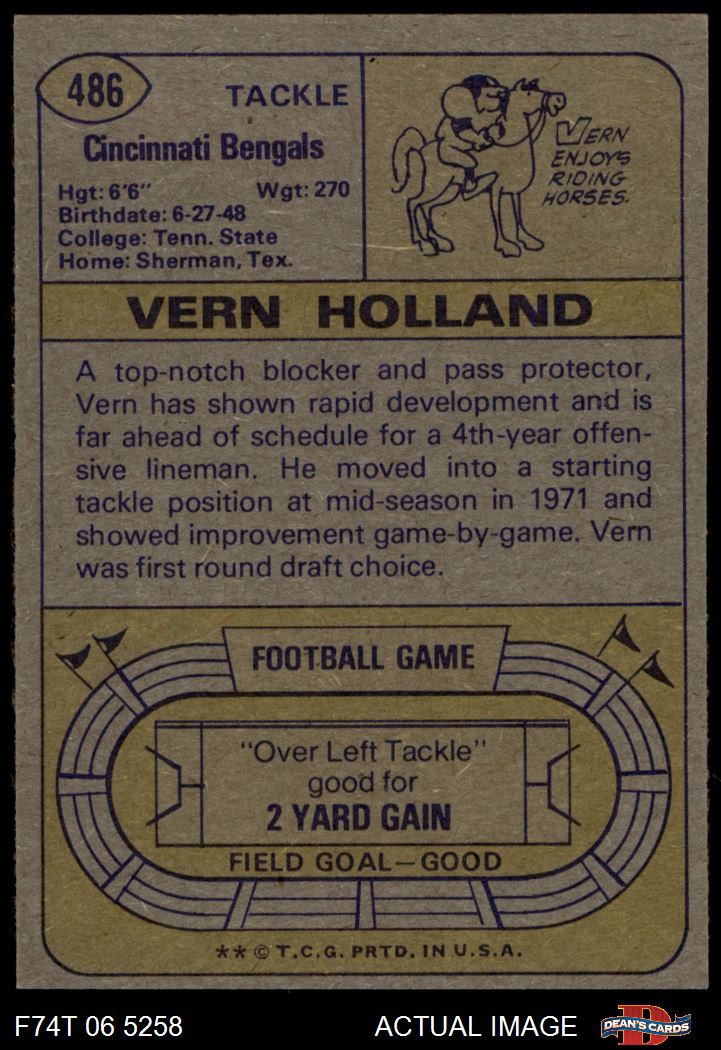 486
TACKLE
Cincinnati Bengals
Hgt: 6'6" Wgt: 270
Birthdate: 6-27-48
College: Tenn. State
Home: Sherman, Tex.
VERN
ENJOYS
RIDING
HORSES.
VERN HOLLAND
A top-notch blocker and pass protector,
Vern has shown rapid development and is
far ahead of schedule for a 4th-year offen-
sive lineman. He moved into a starting
tackle position at mid-season in 1971 and
showed improvement game-by-game. Vern
was first round draft choice.
FOOTBALL GAME
"Over Left Tackle"
good for
2 YARD GAIN
FIELD GOAL—GOOD
** © T.C.G. PRTD. IN U.S.A.
F74T 06 5258
ACTUAL IMAGE
D
DEAN'S CARDS